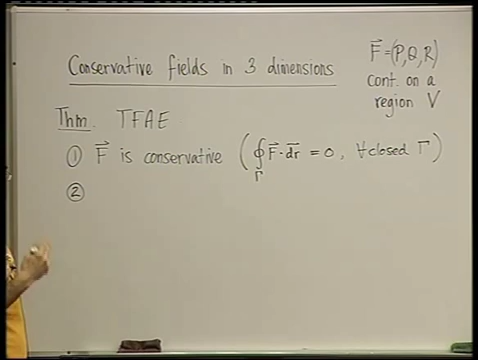 Conservative fields in 3 dimensions
F⃗ = (P, Q, R)
cont. on a
region V
Thm. TFAE
① F⃗ is conservative (∮_Γ F⃗ · dr⃗ = 0, ∀ closed Γ)
②